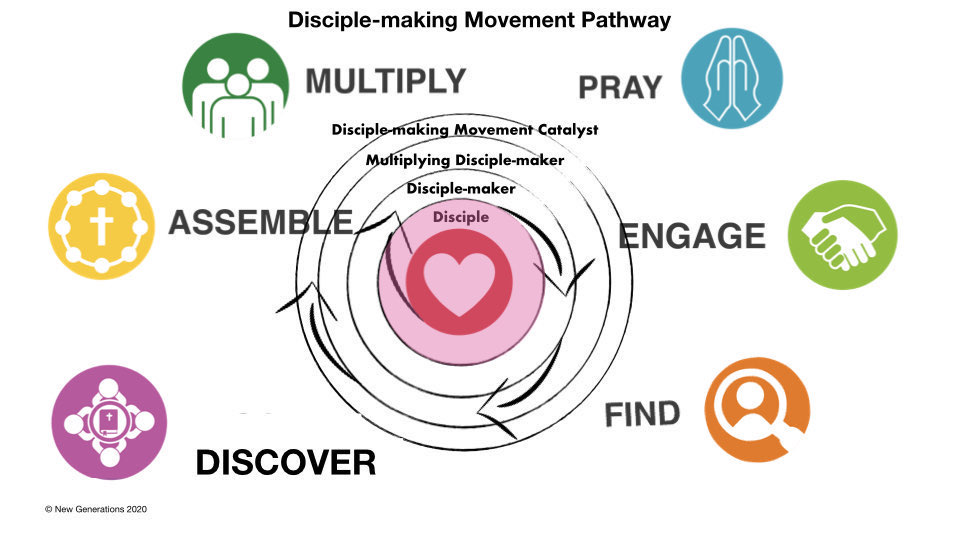 Disciple-making Movement Pathway
MULTIPLY
PRAY
Disciple-making Movement Catalyst
Multiplying Disciple-maker
Disciple-maker
Disciple
ASSEMBLE
ENGAGE
FIND
DISCOVER
© New Generations 2020